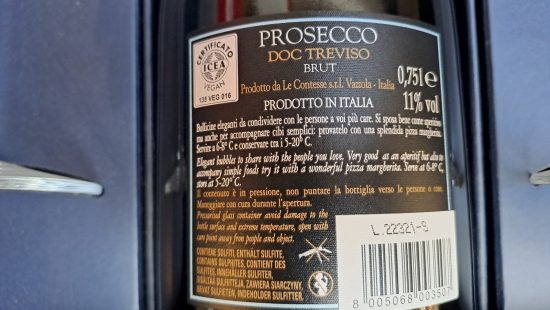 PROSECCO
DOC TREVISO
BRUT
CERTIFICATO
ICEA
VEGAN
135 VEG 016
Prodotto da Le Contesse s.r.l. Vazzola - Italia
0,75l e
PRODOTTO IN ITALIA
11% vol
Bollicine eleganti da condividere con le persone a voi più care. Si sposa bene come aperitivo
ma anche per accompagnare cibi semplici: provatelo con una splendida pizza margherita.
Servire a 6-8° C e conservare tra i 5-20° C.
Elegant bubbles to share with the people you love. Very good as an aperitif but also to
accompany simple foods try it with a wonderful pizza margherita. Serve at 6-8° C,
store at 5-20° C.
Il contenuto è in pressione, non puntare la bottiglia verso le persone o cose.
Maneggiare con cura durante l'apertura.
Pressurised glass container avoid damage to the
bottle surface and extreme temperature, open with
care point away from people and object.
CONTIENE SOLFITI, ENTHÄLT SULFITE,
CONTAINS SULPHITES, CONTIENT DES
SULFITES, INNEHÅLLER SULFITER,
SISÄLTÄÄ SULFIITTEJA, ZAWIERA SIARCZYNY,
BEVAT SULFIETEN, INDEHOLDER SULFITTER.
L.22321-S
8 005068 003507